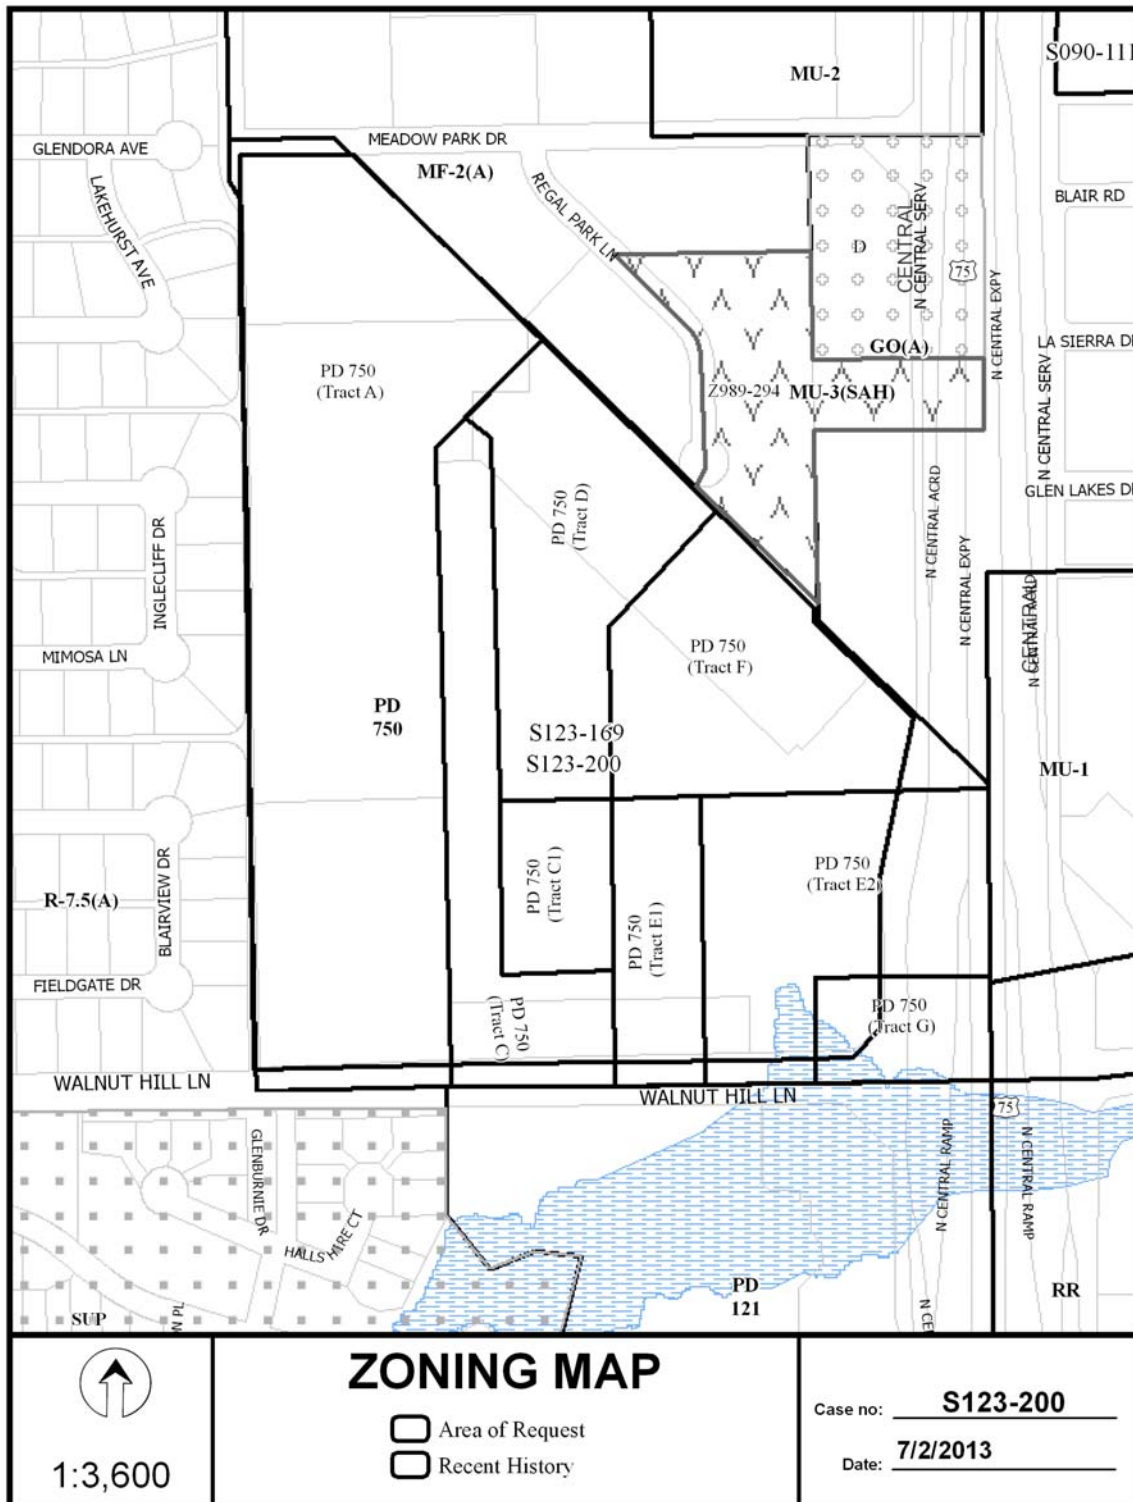 S090-111
MU-2
MEADOW PARK DR
GLENDORA AVE
MF-2(A)
LAKEHURST AVE
REGAL PARK LN
BLAIR RD
CENTRAL
N CENTRAL SERV
D
75
N CENTRAL EXPY
LA SIERRA D
GO(A)
N CENTRAL SERV
PD 750
(Tract A)
Z989-294
MU-3(SAH)
GLEN LAKES D
PD 750
(Tract D)
N CENTRAL ACRD
N CENTRAL EXPY
INGLECLIFF DR
CENTRAL
MIMOSA LN
PD 750
(Tract F)
PD
750
S123-169
S123-200
MU-1
PD 750
(Tract C1)
PD 750
(Tract E2)
BLAIRVIEW DR
R-7.5(A)
PD 750
(Tract E1)
FIELDGATE DR
PD 750
(Tract C)
PD 750
(Tract G)
WALNUT HILL LN
WALNUT HILL LN
75
GLENBURNIE DR
N CENTRAL RAMP
N CENTRAL RAMP
HALLSHIRE CT
PD
121
RR
SUP
N PL
N CE
ZONING MAP
Area of Request
Recent History
1:3,600
Case no: S123-200
Date: 7/2/2013